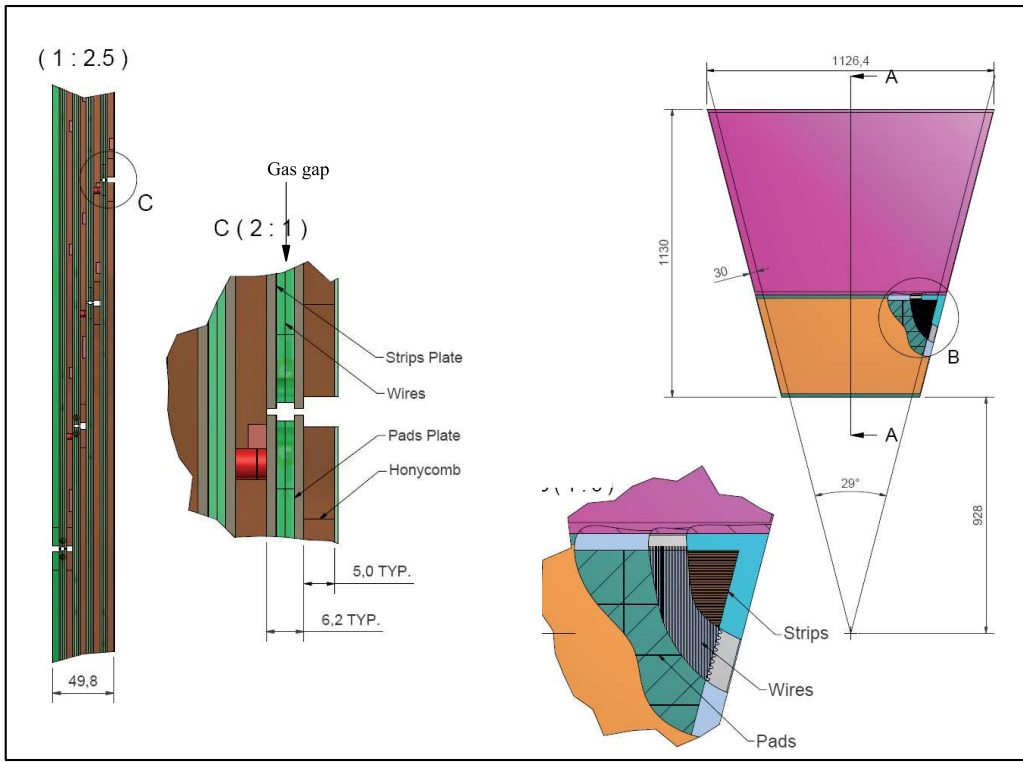 ( 1 : 2.5 )
C
Gas gap
C ( 2 : 1 )
Strips Plate
Wires
Pads Plate
Honycomb
5,0 TYP.
6,2 TYP.
49,8
1126,4
A
1130
30
B
A
29°
928
Strips
Wires
Pads